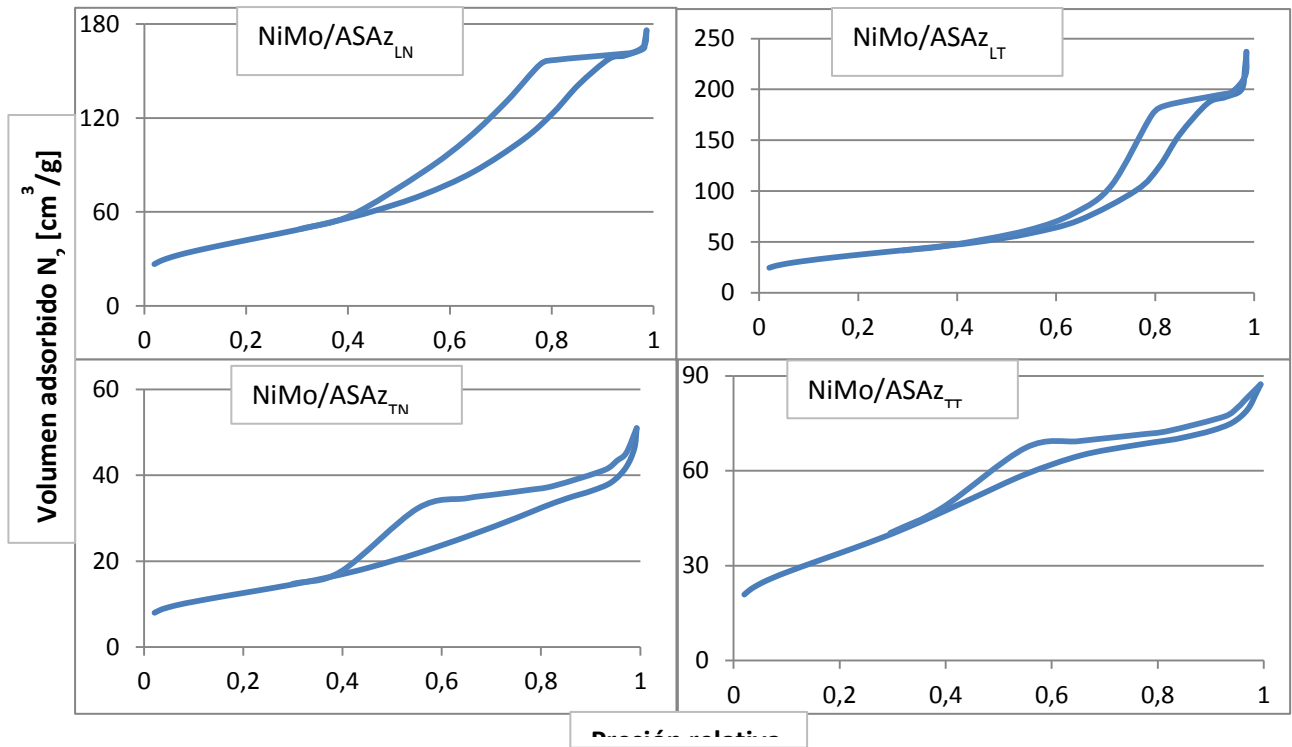 Volumen adsorbido N, [cm³/g]
NiMo/ASAz_LN
180
120
60
0
0 0,2 0,4 0,6 0,8 1
NiMo/ASAz_LT
250
200
150
100
50
0
0 0,2 0,4 0,6 0,8 1
NiMo/ASAz_TN
60
40
20
0
0 0,2 0,4 0,6 0,8 1
NiMo/ASAz_TT
90
60
30
0
0 0,2 0,4 0,6 0,8 1
Presión relativa